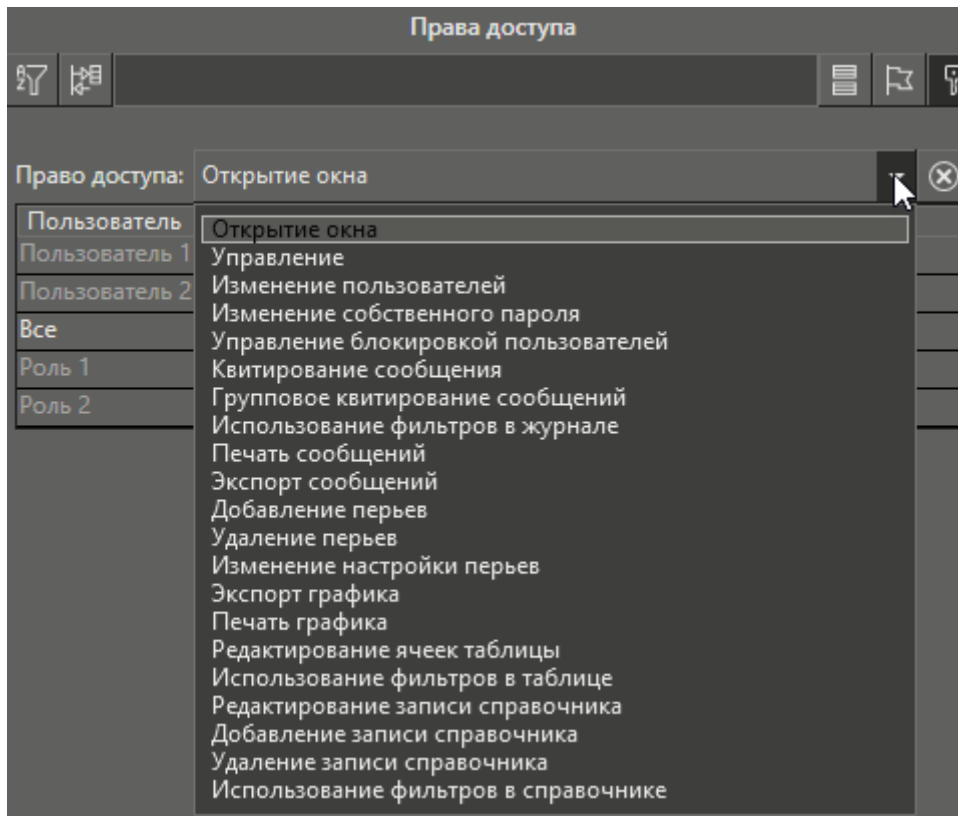 Права доступа
Право доступа: Открытие окна
Пользователь
Открытие окна
Пользователь 1
Управление
Изменение пользователей
Пользователь 2
Изменение собственного пароля
Все
Управление блокировкой пользователей
Роль 1
Квитирование сообщения
Групповое квитирование сообщений
Роль 2
Использование фильтров в журнале
Печать сообщений
Экспорт сообщений
Добавление перьев
Удаление перьев
Изменение настройки перьев
Экспорт графика
Печать графика
Редактирование ячеек таблицы
Использование фильтров в таблице
Редактирование записи справочника
Добавление записи справочника
Удаление записи справочника
Использование фильтров в справочнике